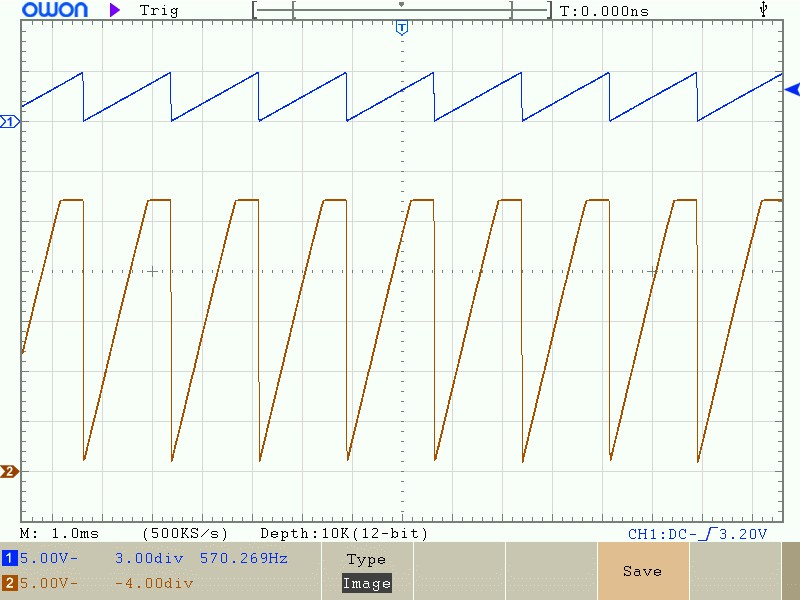 owon Trig T:0.000ns
T
1
2
M: 1.0ms (500KS/s) Depth:10K(12-bit) CH1:DC- 3.20V
1 5.00V- 3.00div 570.269Hz Type
2 5.00V- -4.00div Image Save